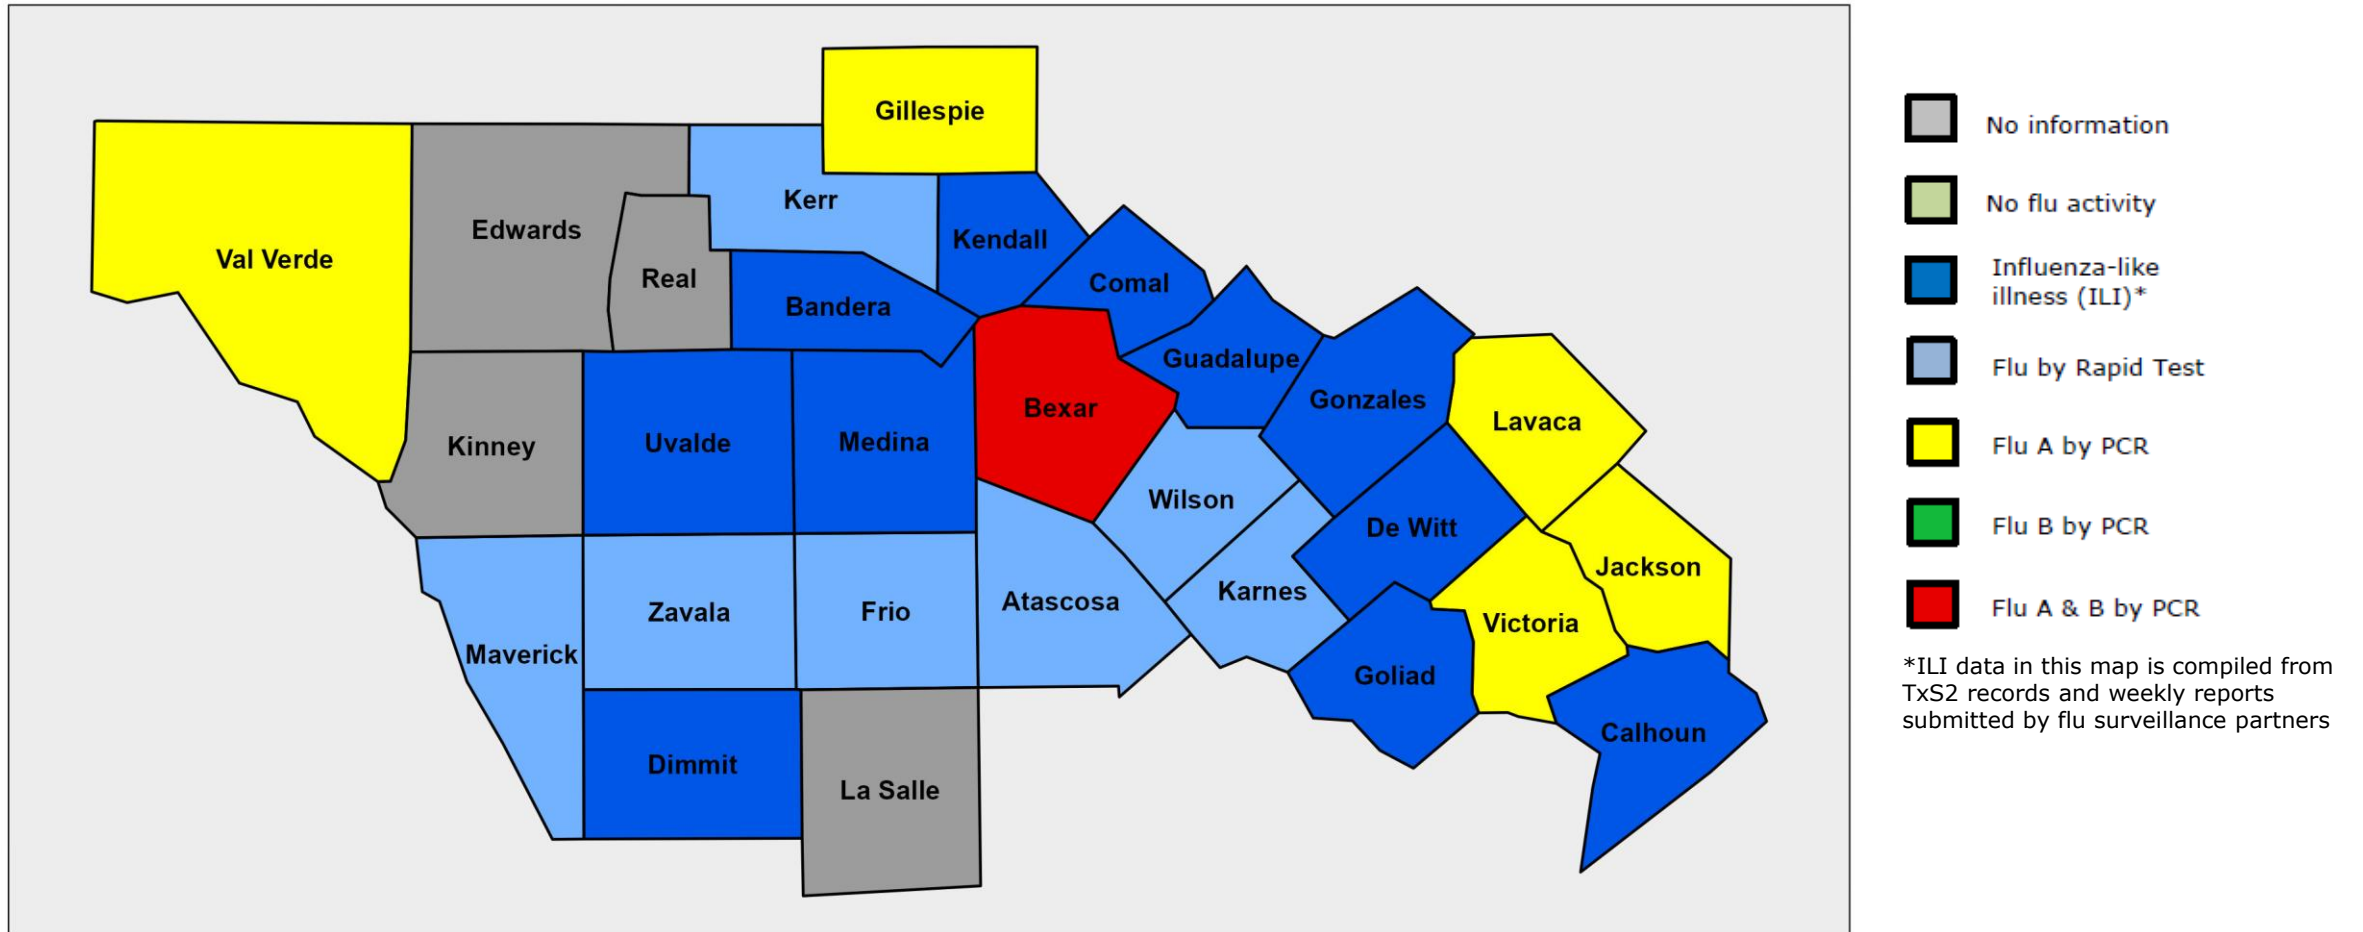 Gillespie
Kerr
Edwards
Kendall
Val Verde
Real
Comal
Bandera
Guadalupe
Gonzales
Bexar
Lavaca
Kinney
Uvalde
Medina
Wilson
De Witt
Jackson
Karnes
Atascosa
Zavala
Frio
Victoria
Maverick
Goliad
Calhoun
Dimmit
La Salle
No information
No flu activity
Influenza-like
illness (ILI)*
Flu by Rapid Test
Flu A by PCR
Flu B by PCR
Flu A & B by PCR
*ILI data in this map is compiled from
TxS2 records and weekly reports
submitted by flu surveillance partners